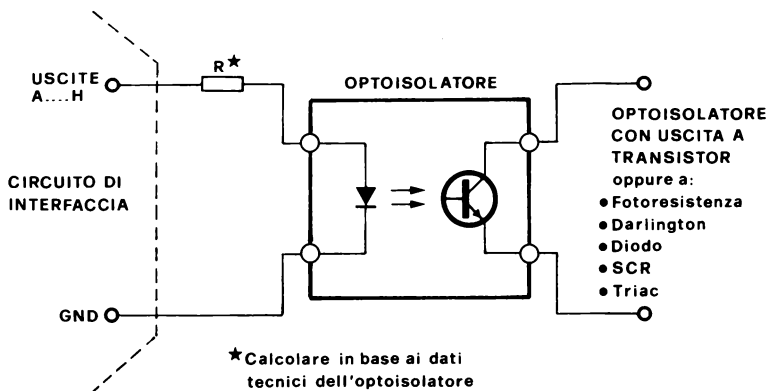 USCITE
A....H
R★
OPTOISOLATORE
OPTOISOLATORE
CON USCITA A
TRANSISTOR
oppure a:
● Fotoresistenza
● Darlington
● Diodo
● SCR
● Triac
CIRCUITO DI
INTERFACCIA
GND
★Calcolare in base ai dati
tecnici dell'optoisolatore